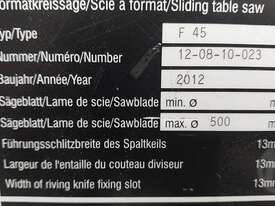 ormatkreissäge/Scie à format/Sliding table saw
yp/Type F 45
Nummer/Numéro/Number 12-08-10-023
Baujahr/Année/Year 2012
Sägeblatt/Lame de scie/Sawblade min. ø m
Sägeblatt/Lame de scie/Sawblade max. ø 500 m
Führungsschlitzbreite des Spaltkeils 13m
Largeur de l'entaille du couteau diviseur 13m
Width of riving knife fixing slot 13m